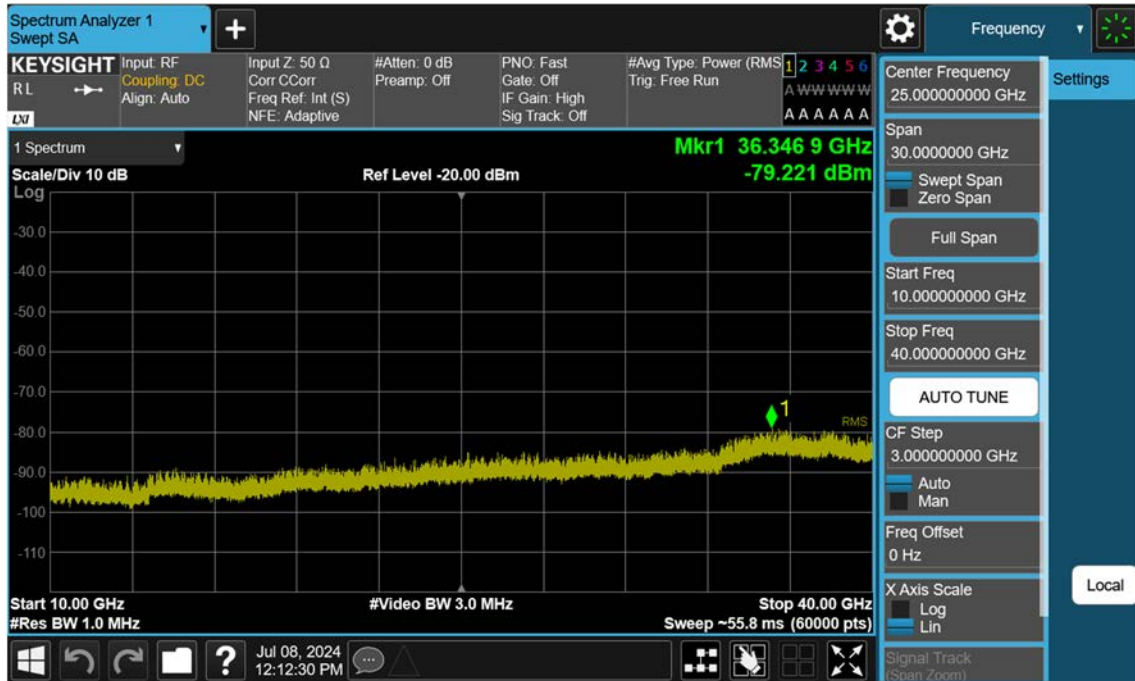 Spectrum Analyzer 1
Swept SA
+
Frequency
KEYSIGHT
R L
LXI
Input: RF
Coupling: DC
Align: Auto
Input Z: 50 Ω
Corr CCorr
Freq Ref: Int (S)
NFE: Adaptive
#Atten: 0 dB
Preamp: Off
PNO: Fast
Gate: Off
IF Gain: High
Sig Track: Off
#Avg Type: Power (RMS
Trig: Free Run
1 2 3 4 5 6
A W W W W W
A A A A A A
1 Spectrum
Scale/Div 10 dB
Ref Level -20.00 dBm
Mkr1 36.346 9 GHz
-79.221 dBm
Log
-30.0
-40.0
-50.0
-60.0
-70.0
-80.0
-90.0
-100
-110
1
RMS
Start 10.00 GHz
#Res BW 1.0 MHz
#Video BW 3.0 MHz
Stop 40.00 GHz
Sweep ~55.8 ms (60000 pts)
Center Frequency
25.000000000 GHz
Span
30.0000000 GHz
Swept Span
Zero Span
Full Span
Start Freq
10.000000000 GHz
Stop Freq
40.000000000 GHz
AUTO TUNE
CF Step
3.000000000 GHz
Auto
Man
Freq Offset
0 Hz
X Axis Scale
Log
Lin
Signal Track
(Span Zoom)
Settings
Local
?
Jul 08, 2024
12:12:30 PM